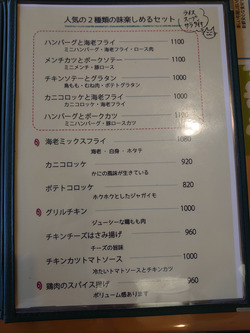 人気の2種類の味楽しめるセット
ライス
スープ
サラダ付
ハンバーグと海老フライ 1100
ミニハンバーグ・海老フライ・ロース肉
メンチカツとポークソテー 1100
ミニメンチ・豚ロース
チキンソテーとグラタン 1000
鳥もも・むね肉・ポテトグラタン
カニコロッケと海老フライ 1000
カニコロッケ・海老フライ
ハンバーグとポークカツ 1100
ミニハンバーグ・豚ロースカツ
海老ミックスフライ 1080
海老・白身・ホタテ
カニコロッケ 920
かにの風味が生きている
ポテトコロッケ 820
ホクホクとしたジャガイモ
グリルチキン 1000
ジューシーな鶏もも肉
チキンチーズはさみ揚げ 1000
チーズの風味
チキンカツトマトソース 1000
冷たいトマトソースとチキンカツ
鶏肉のスパイス揚げ 960
ボリューム感あります